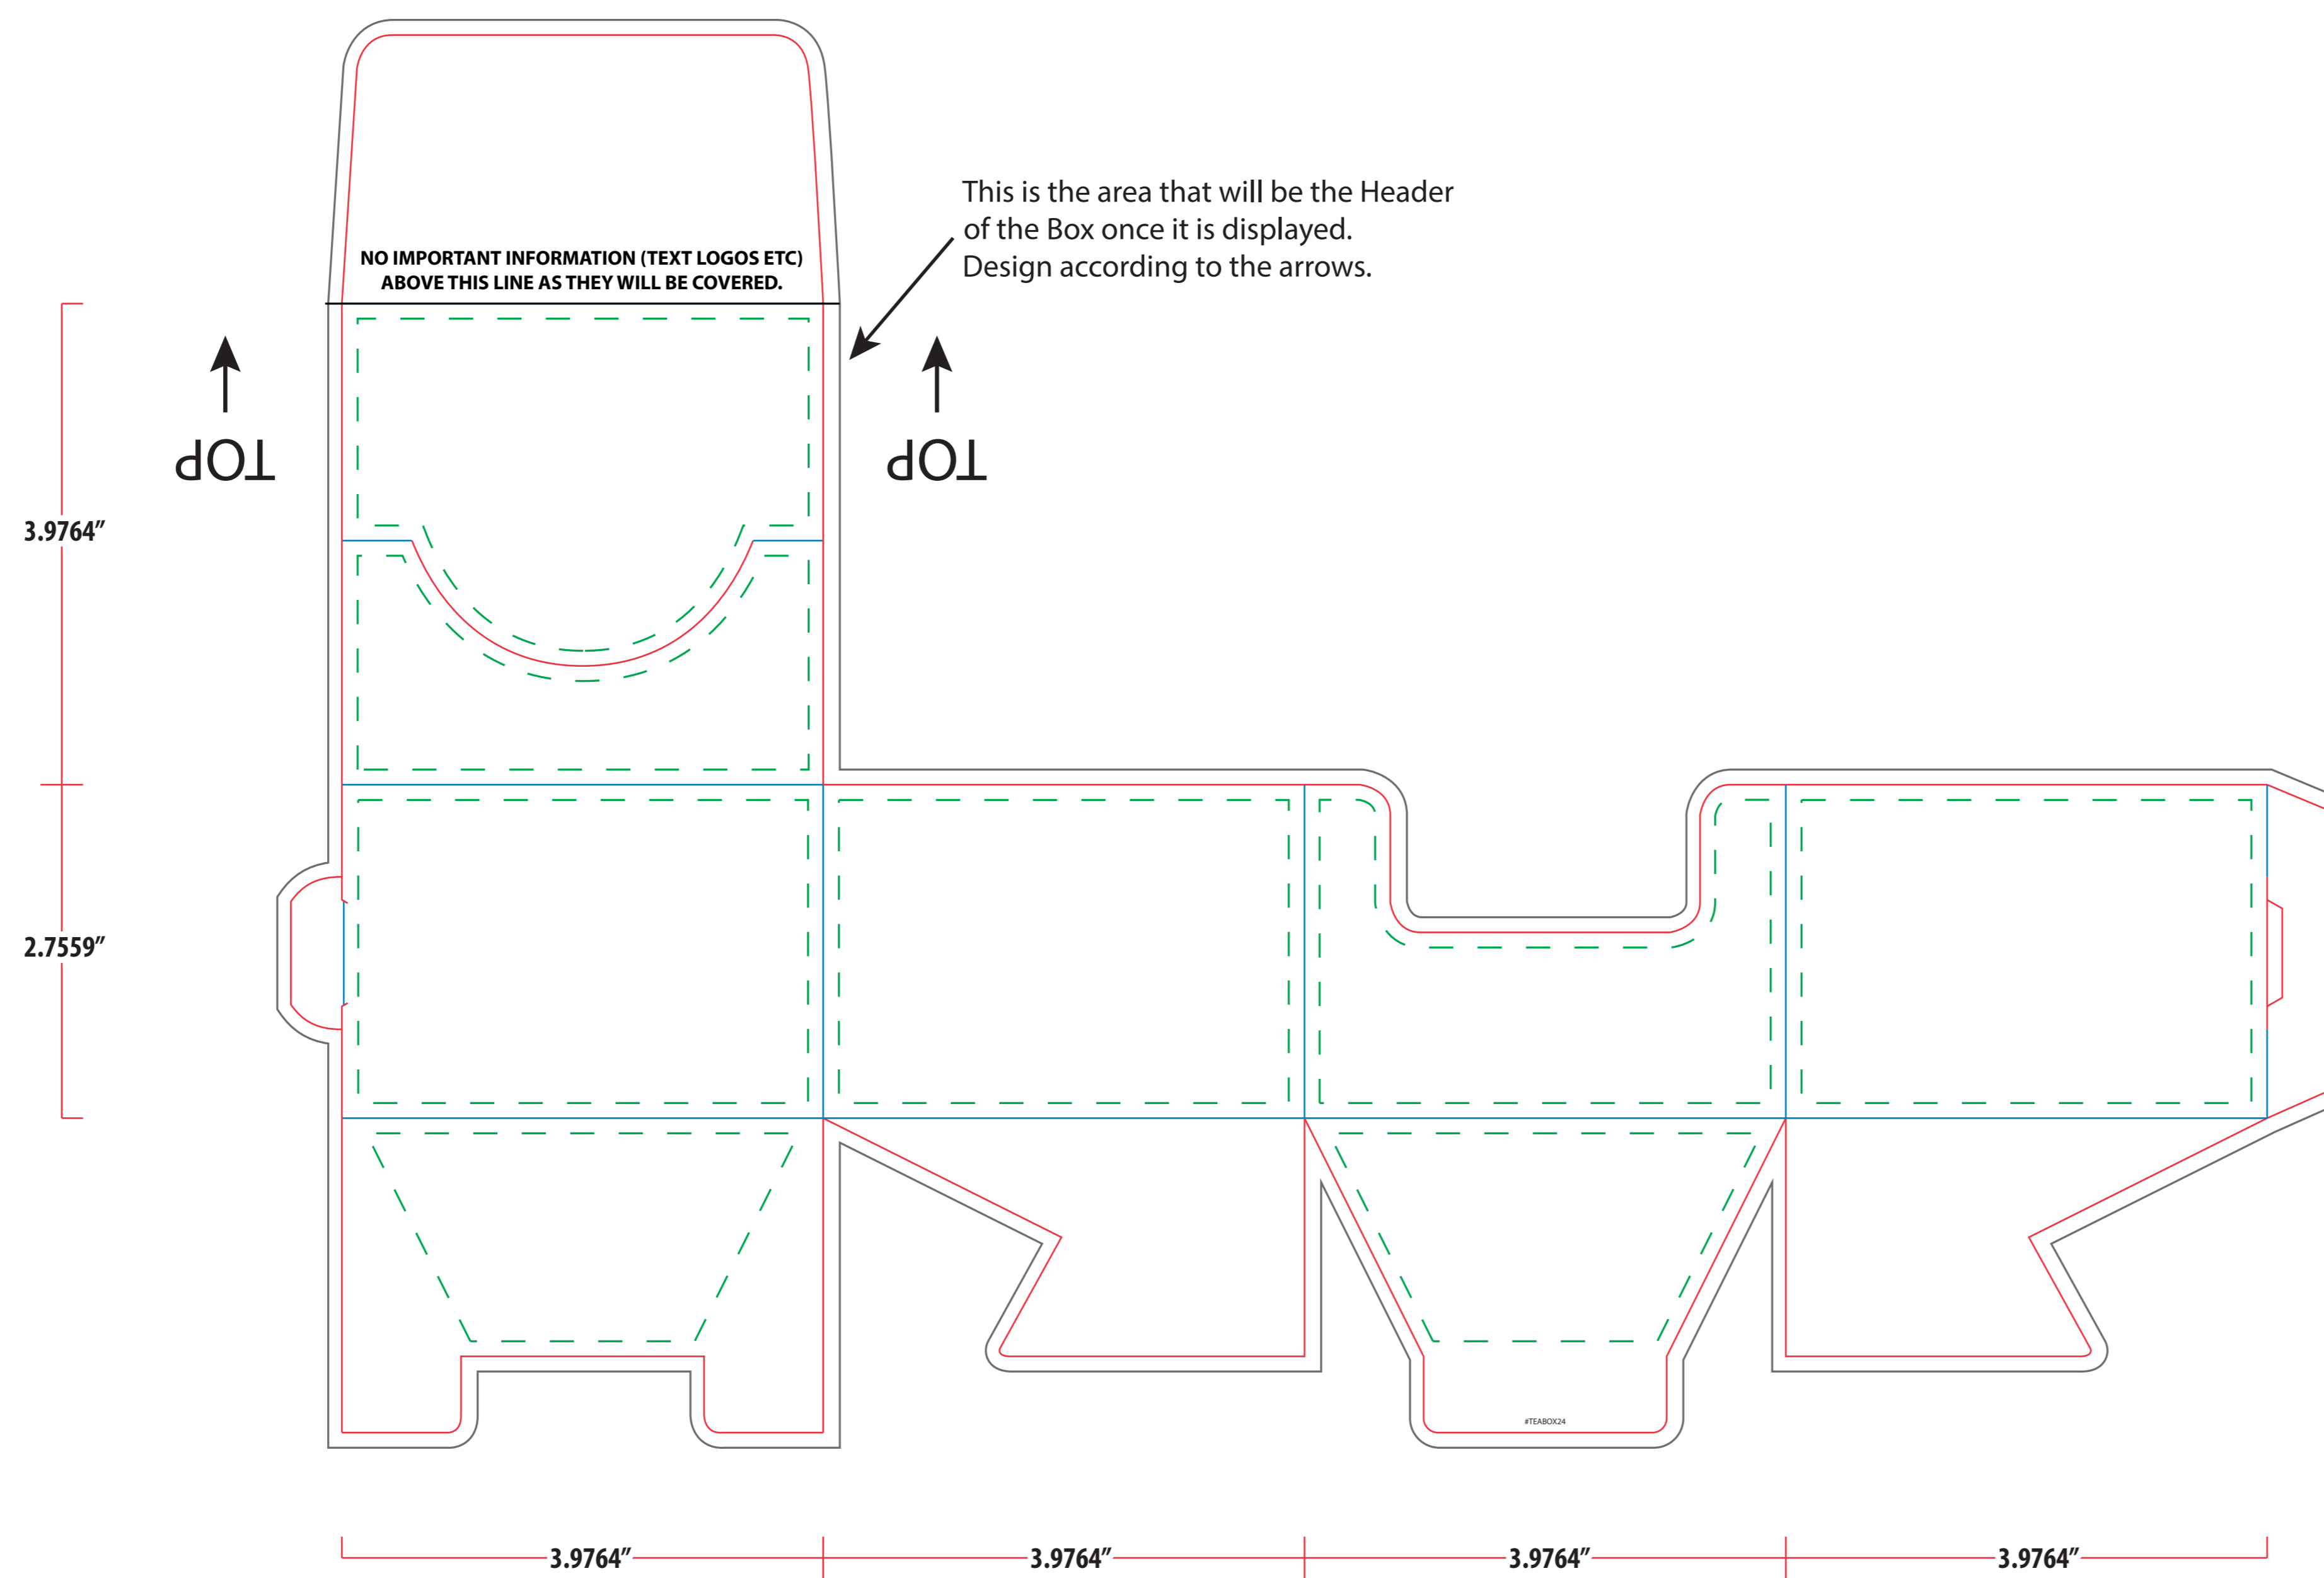 This is the area that will be the Header
of the Box once it is displayed.
Design according to the arrows.
NO IMPORTANT INFORMATION (TEXT LOGOS ETC)
ABOVE THIS LINE AS THEY WILL BE COVERED.
TOP
TOP
3.9764”
2.7559”
#TEABOX24
3.9764”
3.9764”
3.9764”
3.9764”